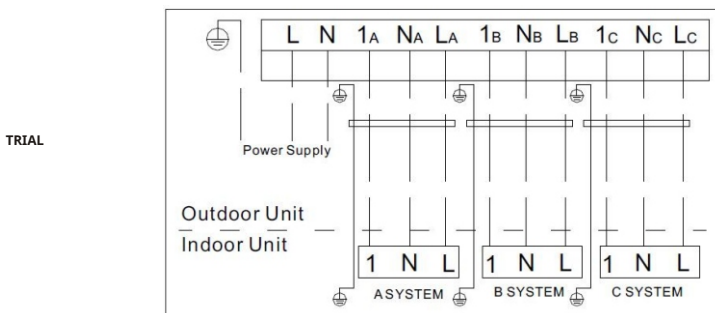 L N 1A NA LA 1B NB LB 1C NC LC
TRIAL
Power Supply
Outdoor Unit
Indoor Unit
1 N L 1 N L 1 N L
A SYSTEM B SYSTEM C SYSTEM